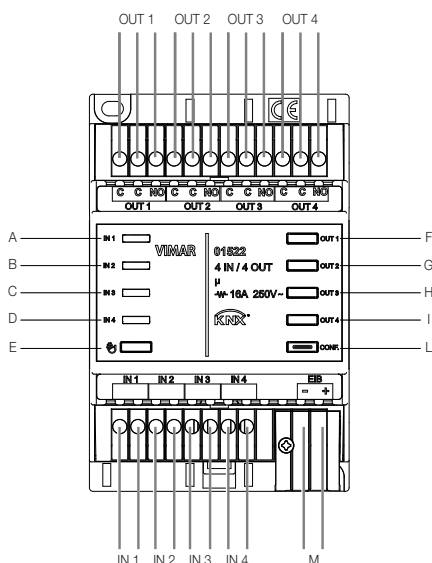 OUT 1 OUT 2 OUT 3 OUT 4
CE
C C NO C C NO C C NO C C NO
OUT 1 OUT 2 OUT 3 OUT 4
A IN 1 VIMAR 01522 OUT 1 F
B IN 2 4 IN / 4 OUT OUT 2 G
µ
C IN 3 16A 250V~ OUT 3 H
D IN 4 KNX® OUT 4 I
E CONF. L
IN 1 IN 2 IN 3 IN 4 EIB
- +
IN 1 IN 2 IN 3 IN 4 M